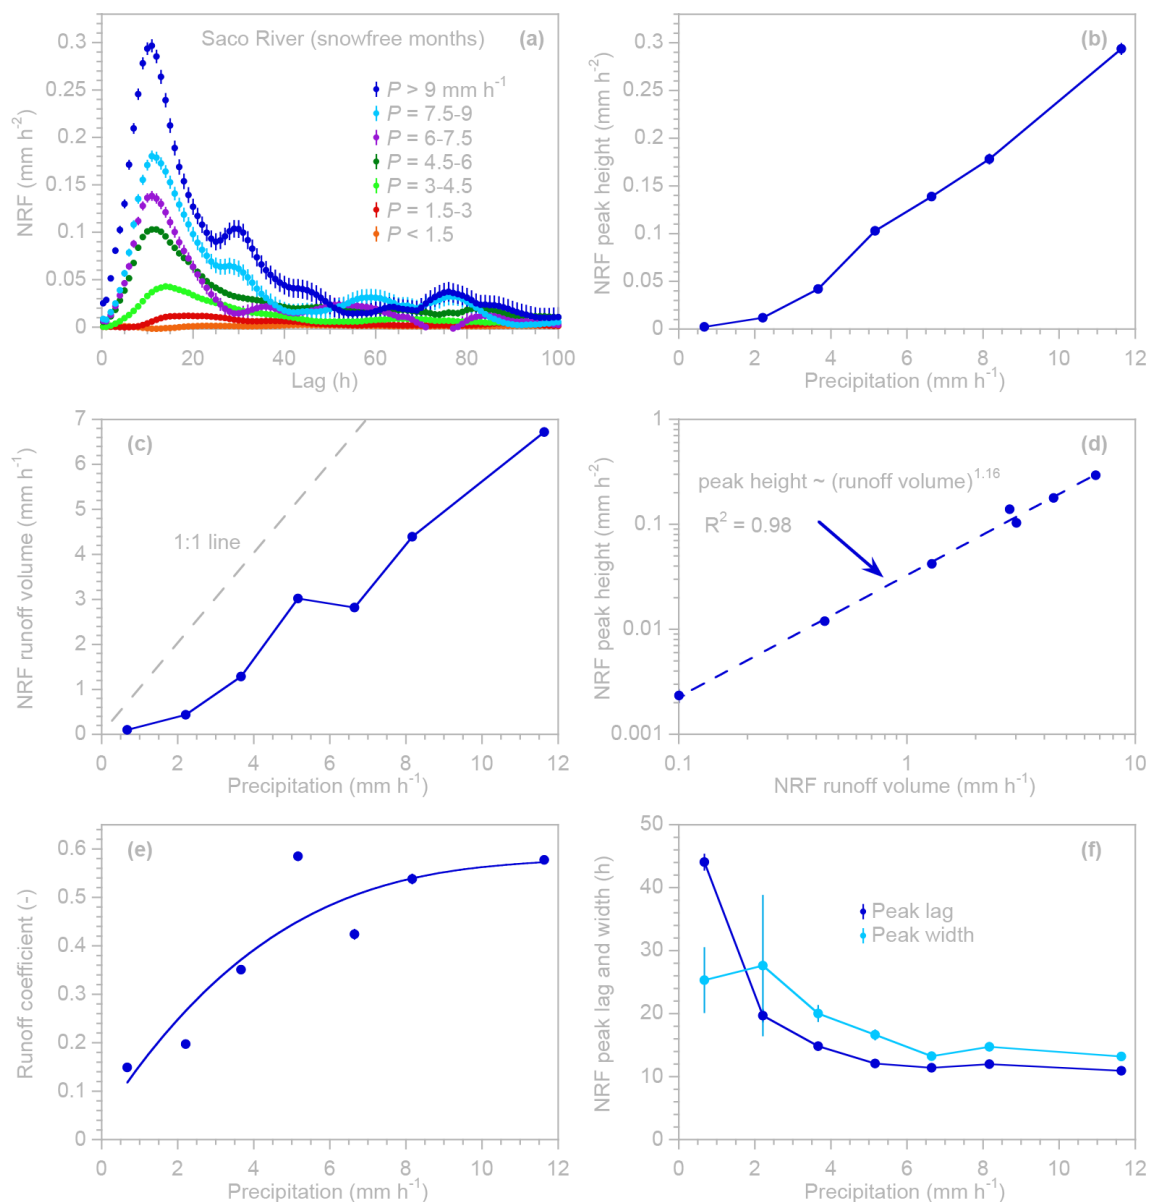 Saco River (snowfree months) (a)
NRF (mm h-2)
0.3
0.25
0.2
0.15
0.1
0.05
0
P > 9 mm h-1
P = 7.5-9
P = 6-7.5
P = 4.5-6
P = 3-4.5
P = 1.5-3
P < 1.5
0 20 40 60 80 100
Lag (h)
(b)
NRF peak height (mm h-2)
0.3
0.25
0.2
0.15
0.1
0.05
0
0 2 4 6 8 10 12
Precipitation (mm h-1)
(c)
NRF runoff volume (mm h-1)
7
6
5
4
3
2
1
0
1:1 line
0 2 4 6 8 10 12
Precipitation (mm h-1)
(d)
NRF peak height (mm h-2)
1
0.1
0.01
0.001
peak height ~ (runoff volume)1.16
R2 = 0.98
0.1 1 10
NRF runoff volume (mm h-1)
(e)
Runoff coefficient (-)
0.6
0.5
0.4
0.3
0.2
0.1
0
0 2 4 6 8 10 12
Precipitation (mm h-1)
(f)
NRF peak lag and width (h)
50
40
30
20
10
0
Peak lag
Peak width
0 2 4 6 8 10 12
Precipitation (mm h-1)